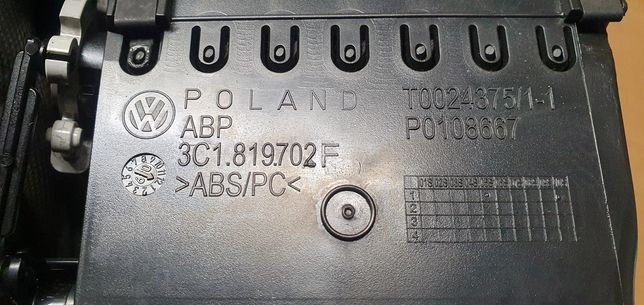 POLAND
ABP
3C1.819.702 F
>ABS/PC<
T0024375/1-1
P0108667
1
2
3
4